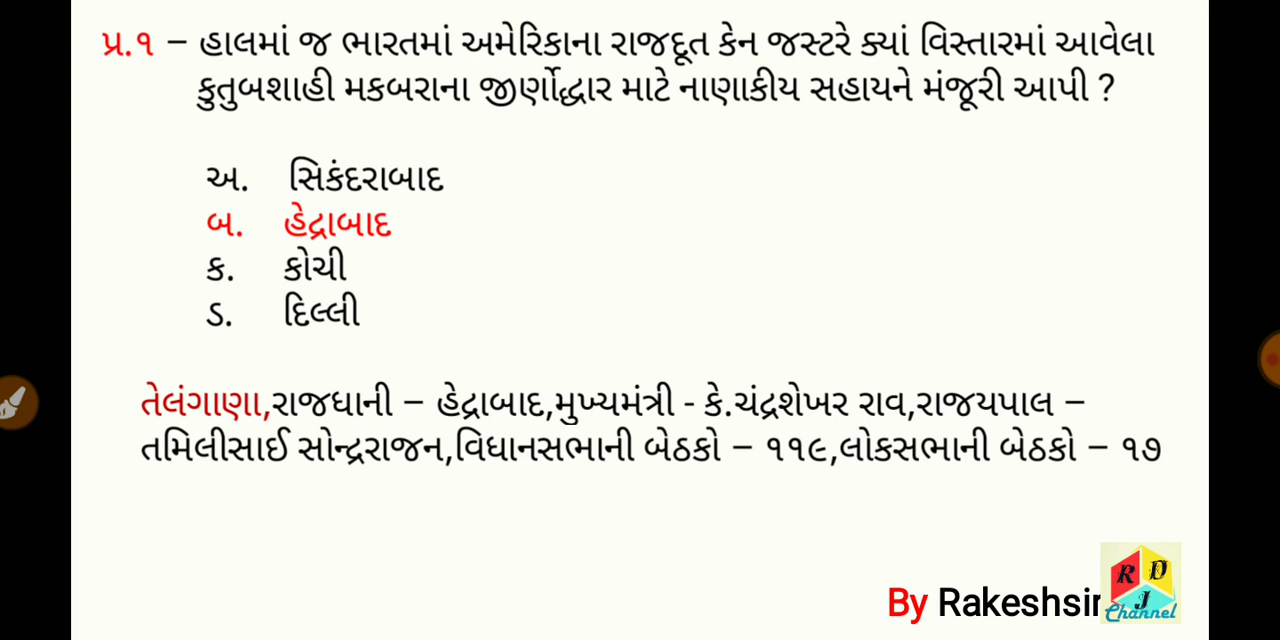 પ્ર.૧ – હાલમાં જ ભારતમાં અમેરિકાના રાજદૂત કેન જસ્ટરે ક્યાં વિસ્તારમાં આવેલા
કુતુબશાહી મકબરાના જીર્ણોદ્ધાર માટે નાણાકીય સહાયને મંજૂરી આપી ?
અ. સિકંદરાબાદ
બ. હેદ્રાબાદ
ક. કોચી
ડ. દિલ્લી
તેલંગાણા,રાજધાની – હેદ્રાબાદ,મુખ્યમંત્રી - કે.ચંદ્રશેખર રાવ,રાજયપાલ –
તમિલીસાઈ સોન્દ્રરાજન,વિધાનસભાની બેઠકો – ૧૧૯,લોકસભાની બેઠકો – ૧૭
By Rakeshsir
R D
J
Channel